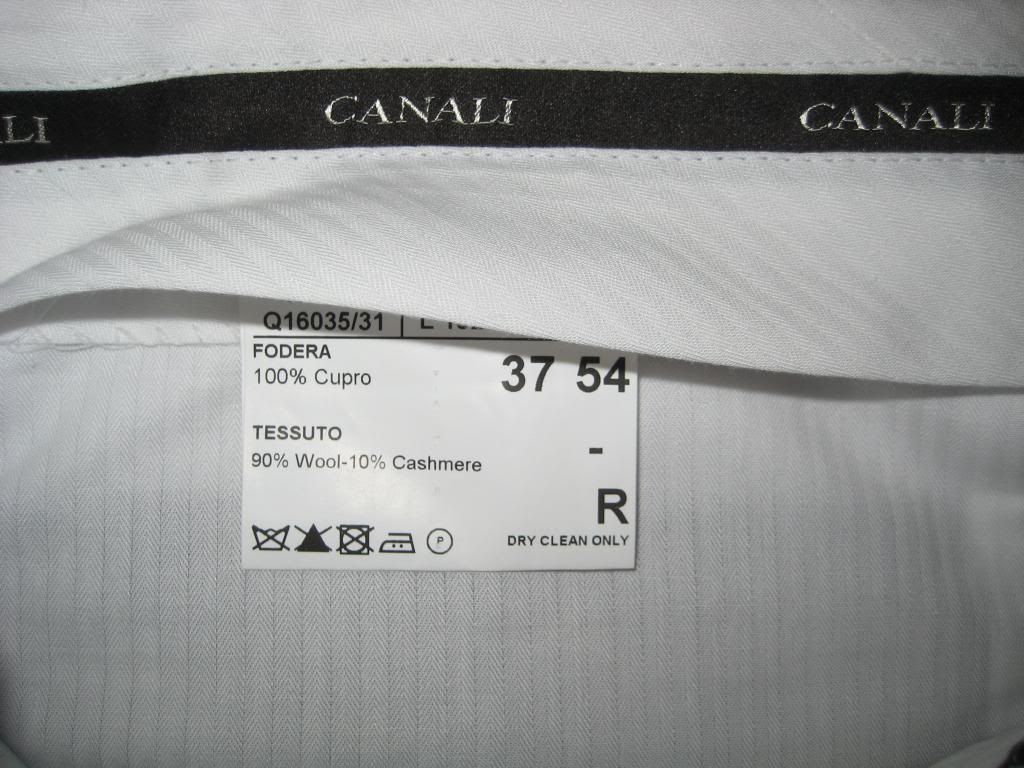 CANALI CANALI
Q16035/31 | L
FODERA
100% Cupro
37 54
TESSUTO
90% Wool-10% Cashmere
-
R
DRY CLEAN ONLY
P